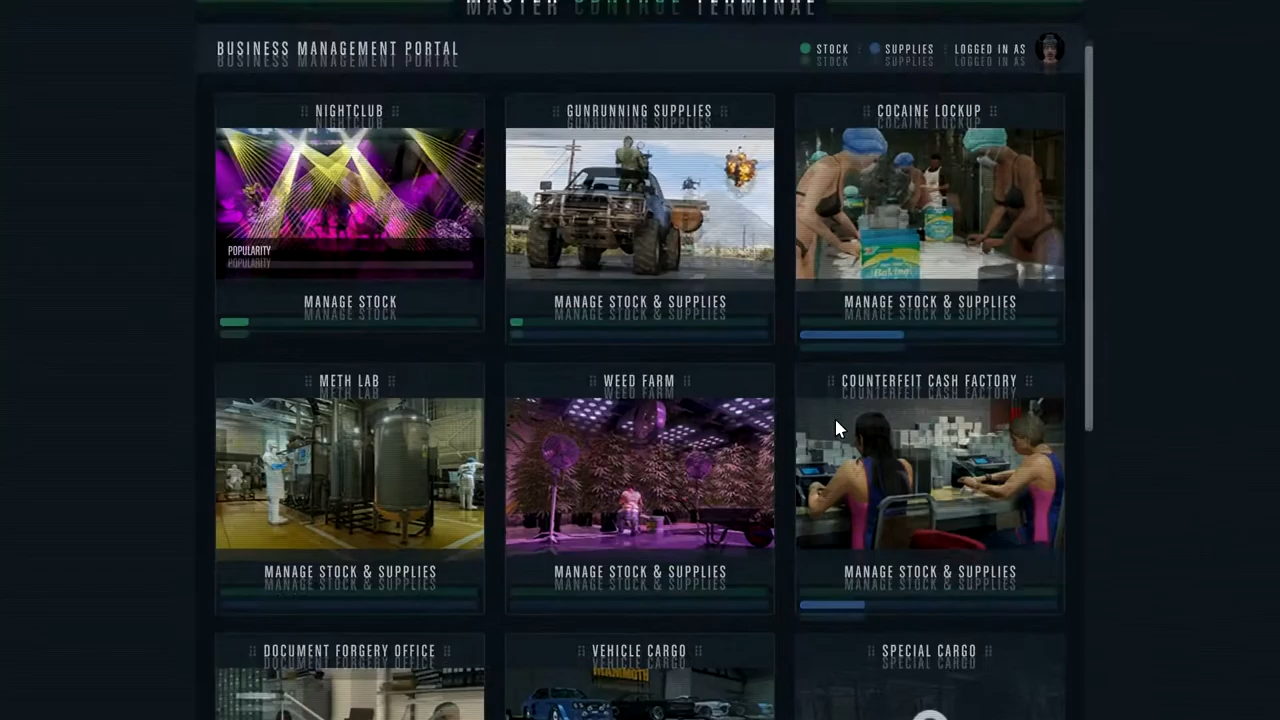 MASTER CONTROL TERMINAL
BUSINESS MANAGEMENT PORTAL
STOCK SUPPLIES LOGGED IN AS
NIGHTCLUB GUNRUNNING SUPPLIES COCAINE LOCKUP
POPULARITY
Baking
MANAGE STOCK MANAGE STOCK & SUPPLIES MANAGE STOCK & SUPPLIES
METH LAB WEED FARM COUNTERFEIT CASH FACTORY
MANAGE STOCK & SUPPLIES MANAGE STOCK & SUPPLIES MANAGE STOCK & SUPPLIES
DOCUMENT FORGERY OFFICE VEHICLE CARGO SPECIAL CARGO
MAMMOTH